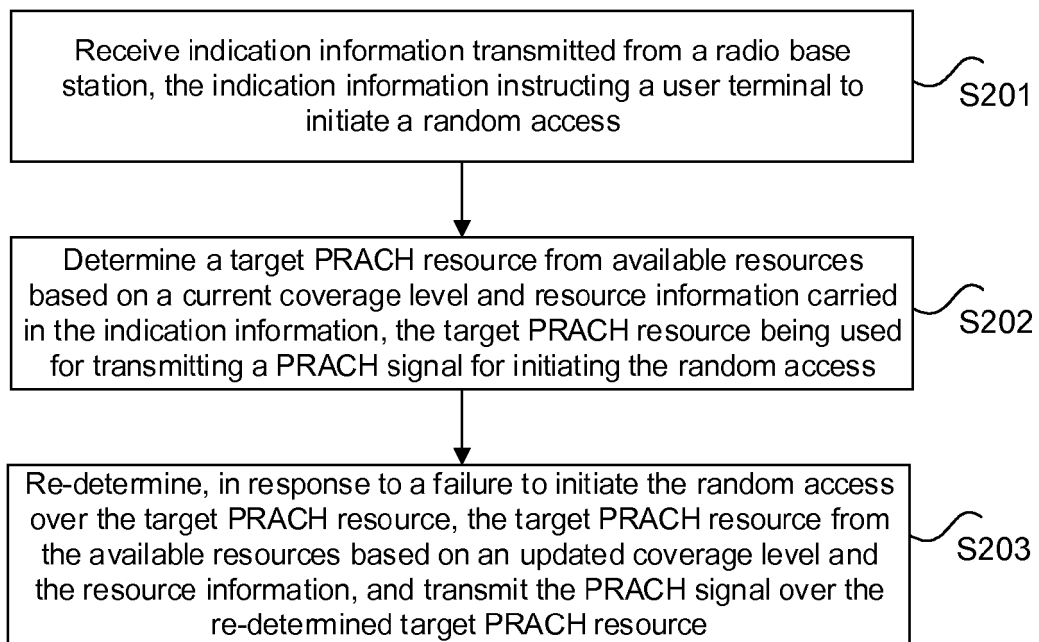 Receive indication information transmitted from a radio base
station, the indication information instructing a user terminal to
initiate a random access
S201
Determine a target PRACH resource from available resources
based on a current coverage level and resource information carried
in the indication information, the target PRACH resource being used
for transmitting a PRACH signal for initiating the random access
S202
Re-determine, in response to a failure to initiate the random access
over the target PRACH resource, the target PRACH resource from
the available resources based on an updated coverage level and
the resource information, and transmit the PRACH signal over the
re-determined target PRACH resource
S203